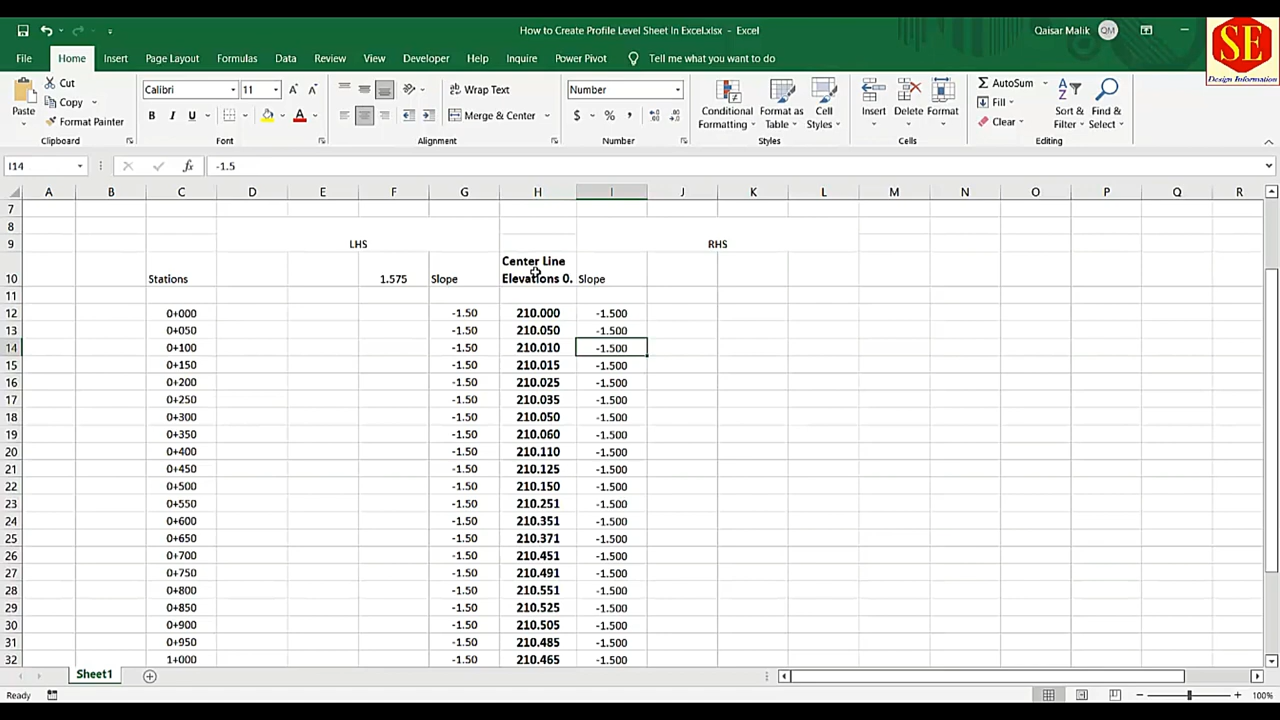 How to Create Profile Level Sheet In Excel.xlsx - Excel
Qaisar Malik QM
SE
Design Information
File Home Insert Page Layout Formulas Data Review View Developer Help Inquire Power Pivot Tell me what you want to do
Paste
Cut
Copy
Format Painter
Clipboard
Calibri 11 A A
B I U A
Font
ab Wrap Text
Merge & Center
Alignment
Number
$ % ,
Number
Conditional Formatting
Format as Table
Cell Styles
Styles
Insert Delete Format
Cells
AutoSum
Fill
Clear
Sort & Filter
Find & Select
Editing
I14 fx -1.5
A B C D E F G H I J K L M N O P Q R
7
8
9 LHS RHS
10 Stations 1.575 Slope Center Line Elevations 0. Slope
11
12 0+000 -1.50 210.000 -1.500
13 0+050 -1.50 210.050 -1.500
14 0+100 -1.50 210.010 -1.500
15 0+150 -1.50 210.015 -1.500
16 0+200 -1.50 210.025 -1.500
17 0+250 -1.50 210.035 -1.500
18 0+300 -1.50 210.050 -1.500
19 0+350 -1.50 210.060 -1.500
20 0+400 -1.50 210.110 -1.500
21 0+450 -1.50 210.125 -1.500
22 0+500 -1.50 210.150 -1.500
23 0+550 -1.50 210.251 -1.500
24 0+600 -1.50 210.351 -1.500
25 0+650 -1.50 210.371 -1.500
26 0+700 -1.50 210.451 -1.500
27 0+750 -1.50 210.491 -1.500
28 0+800 -1.50 210.551 -1.500
29 0+850 -1.50 210.525 -1.500
30 0+900 -1.50 210.505 -1.500
31 0+950 -1.50 210.485 -1.500
32 1+000 -1.50 210.465 -1.500
Sheet1
Ready 100%